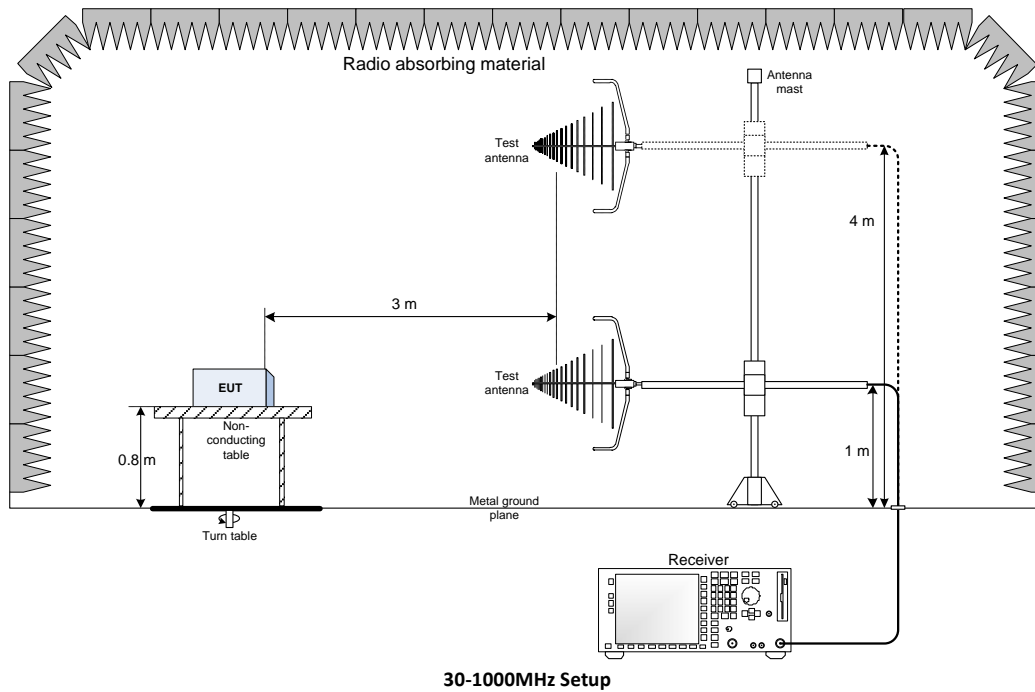 Radio absorbing material
Antenna
mast
Test
antenna
4 m
3 m
Test
antenna
EUT
Non-
conducting
table
0.8 m
1 m
Metal ground
plane
Turn table
Receiver
30-1000MHz Setup